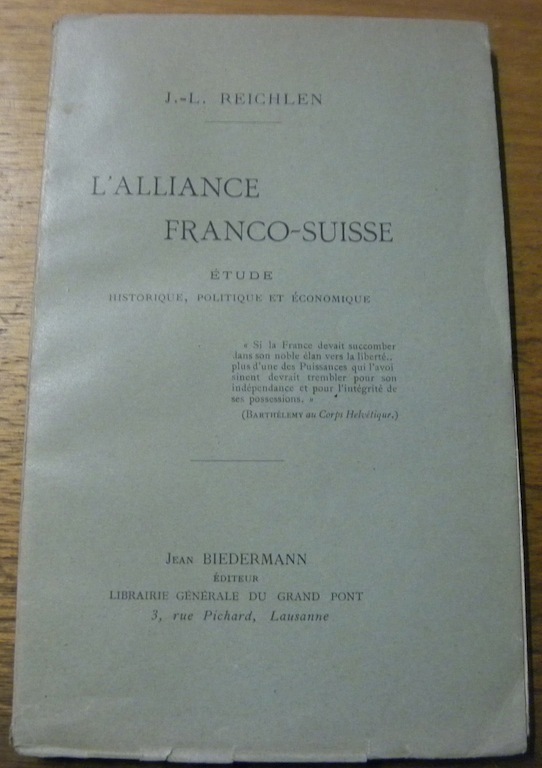 J.-L. REICHLEN
L'ALLIANCE
FRANCO-SUISSE
ÉTUDE
HISTORIQUE, POLITIQUE ET ÉCONOMIQUE
« Si la France devait succomber
dans son noble élan vers la liberté..
plus d'une des Puissances qui l'avoi
sinent devrait trembler pour son
indépendance et pour l'intégrité de
ses possessions. »
(BARTHÉLEMY au Corps Helvétique.)
JEAN BIEDERMANN
ÉDITEUR
LIBRAIRIE GÉNÉRALE DU GRAND PONT
3, rue Pichard, Lausanne